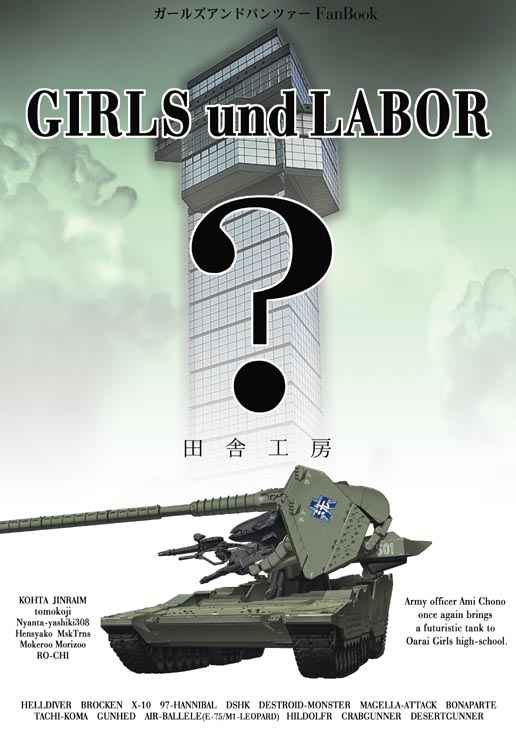 ガールズアンドパンツァー FanBook
GIRLS und LABOR
?
田舎工房
洗
501
KOHTA JINRAIM
tomokoji
Nyanta-yashiki308
Hensyako MskTrns
Mokeroo Morizoo
RO-CHI
Army officer Ami Chono
once again brings
a futuristic tank to
Oarai Girls high-school.
HELLDIVER BROCKEN X-10 97-HANNIBAL DSHK DESTROID-MONSTER MAGELLA-ATTACK BONAPARTE
TACHI-KOMA GUNHED AIR-BALLELE(E-75/M1-LEOPARD) HILDOLFR CRABGUNNER DESERTGUNNER